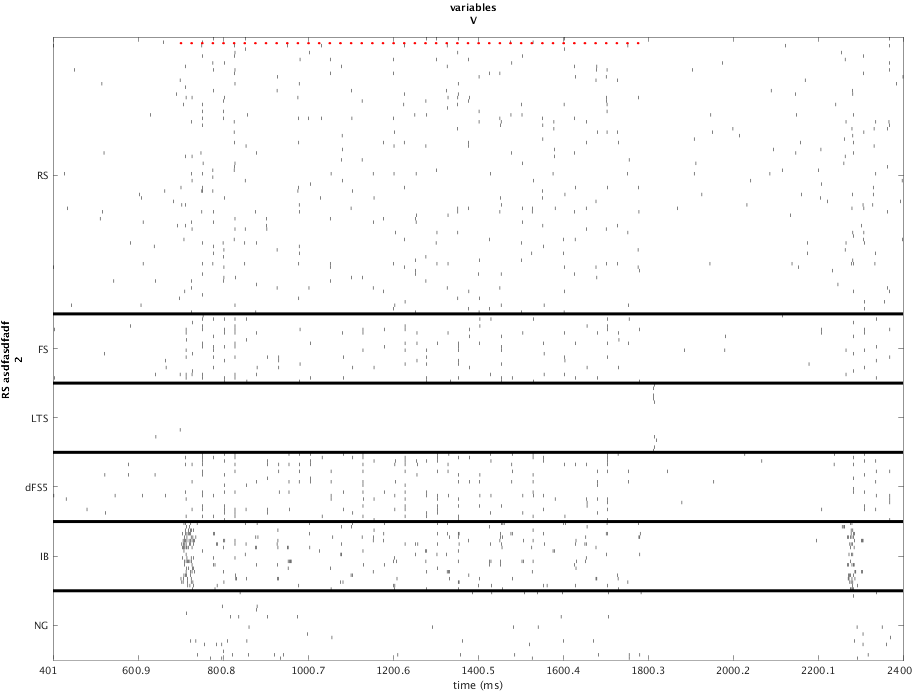 variables
V
RS
FS
LTS
dFS5
IB
NG
RS asdfasdfadf
2
401
600.9
800.8
1000.7
1200.6
1400.5
1600.4
1800.3
2000.2
2200.1
2400
time (ms)